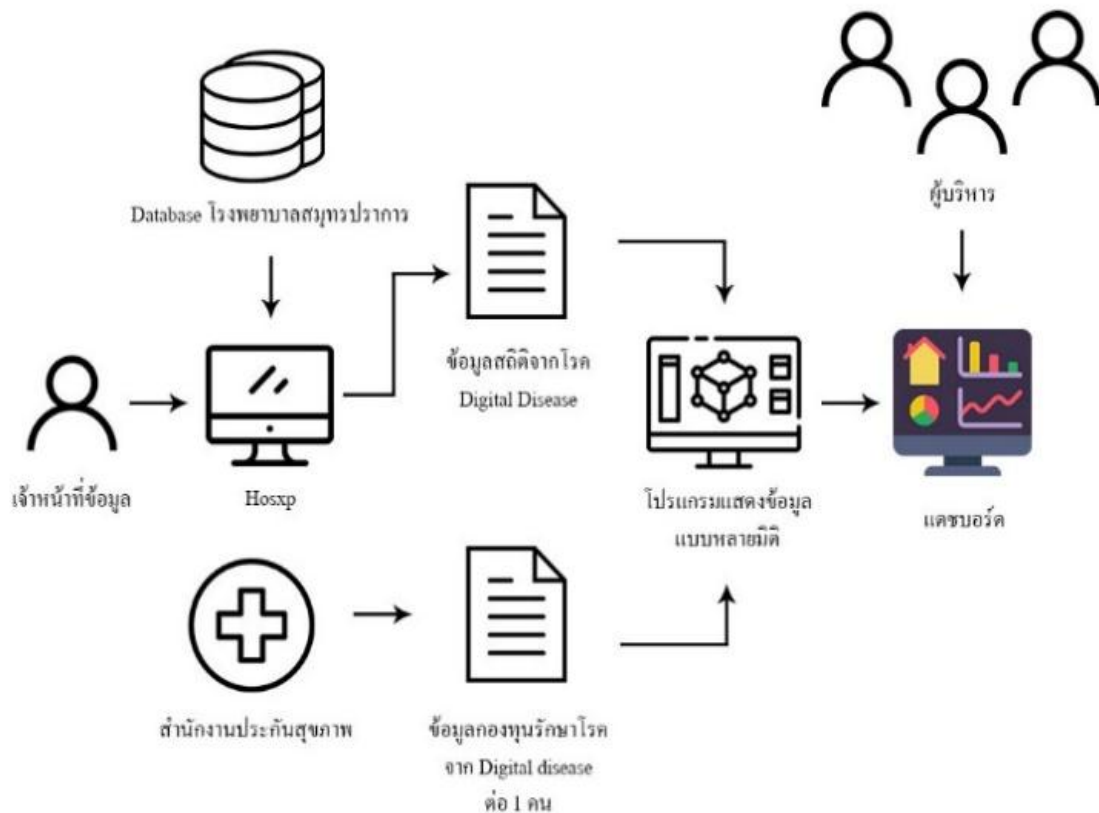 Database โรงพยาบาลสมุทรปราการ
ผู้บริหาร
ข้อมูลสถิติจากโรค
Digital Disease
เจ้าหน้าที่ข้อมูล
Hosxp
โปรแกรมแสดงข้อมูล
แบบหลายมิติ
แดชบอร์ด
สำนักงานประกันสุขภาพ
ข้อมูลกองทุนรักษาโรค
จาก Digital disease
ต่อ 1 คน